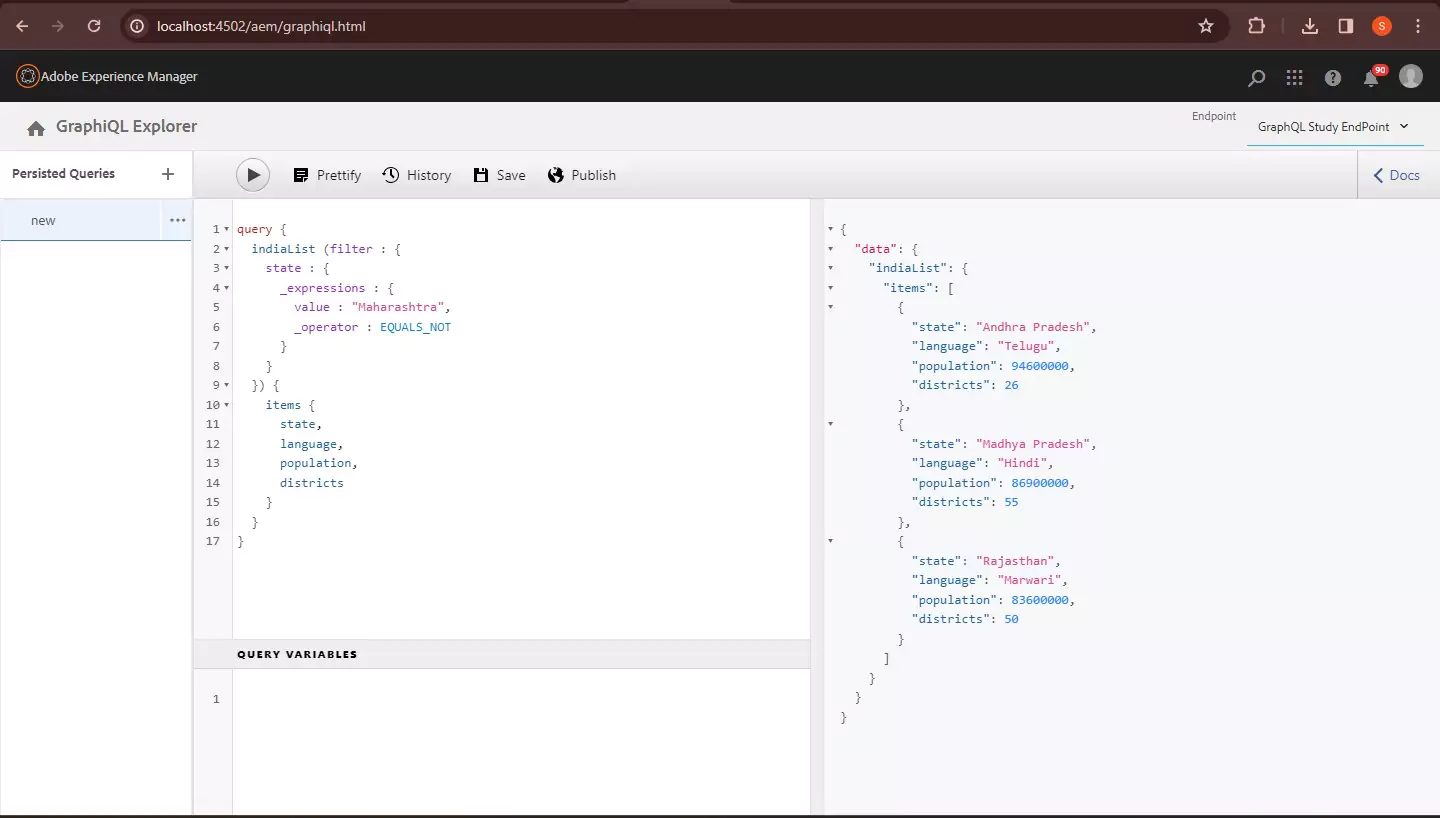 localhost:4502/aem/graphiql.html
S
Adobe Experience Manager
90
GraphiQL Explorer
Endpoint
GraphQL Study EndPoint
Persisted Queries +
Prettify History Save Publish
Docs
new
1 query {
2 indiaList (filter : {
3 state : {
4 _expressions : {
5 value : "Maharashtra",
6 _operator : EQUALS_NOT
7 }
8 }
9 }) {
10 items {
11 state,
12 language,
13 population,
14 districts
15 }
16 }
17 }
QUERY VARIABLES
1
{
"data": {
"indiaList": {
"items": [
{
"state": "Andhra Pradesh",
"language": "Telugu",
"population": 94600000,
"districts": 26
},
{
"state": "Madhya Pradesh",
"language": "Hindi",
"population": 86900000,
"districts": 55
},
{
"state": "Rajasthan",
"language": "Marwari",
"population": 83600000,
"districts": 50
}
]
}
}
}